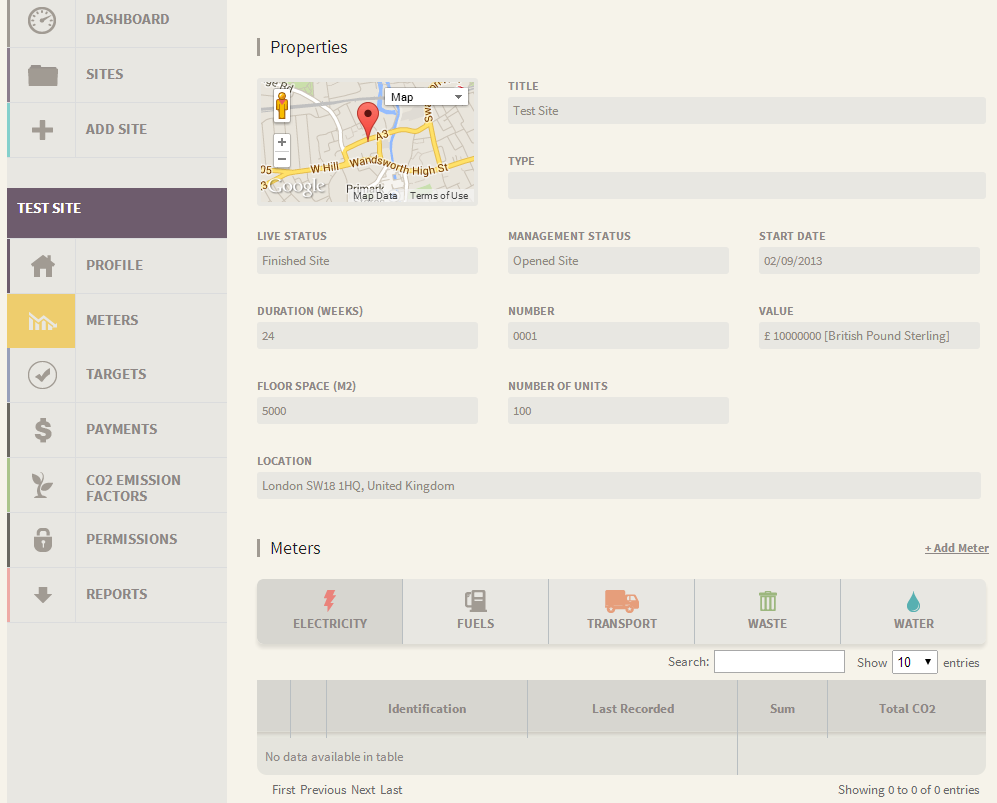 DASHBOARD
SITES
ADD SITE
TEST SITE
PROFILE
METERS
TARGETS
PAYMENTS
CO2 EMISSION
FACTORS
PERMISSIONS
REPORTS
Properties
ge Rd
Map
A3
Sw
05
W Hill
Wandsworth High St
3
Google
Primark
Map Data
Terms of Use
TITLE
Test Site
TYPE
LIVE STATUS
Finished Site
MANAGEMENT STATUS
Opened Site
START DATE
02/09/2013
DURATION (WEEKS)
24
NUMBER
0001
VALUE
£ 10000000 [British Pound Sterling]
FLOOR SPACE (M2)
5000
NUMBER OF UNITS
100
LOCATION
London SW18 1HQ, United Kingdom
Meters
+ Add Meter
ELECTRICITY
FUELS
TRANSPORT
WASTE
WATER
Search:
Show 10 entries
Identification
Last Recorded
Sum
Total CO2
No data available in table
First Previous Next Last
Showing 0 to 0 of 0 entries